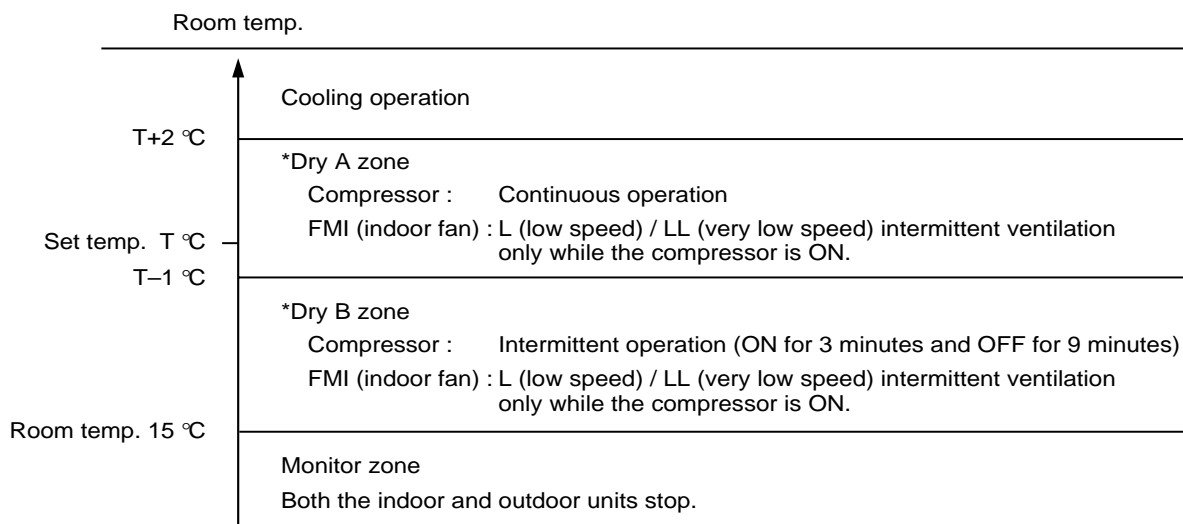 Room temp.
Cooling operation
T+2 °C
*Dry A zone
Compressor : Continuous operation
FMI (indoor fan) : L (low speed) / LL (very low speed) intermittent ventilation
only while the compressor is ON.
Set temp. T °C
T–1 °C
*Dry B zone
Compressor : Intermittent operation (ON for 3 minutes and OFF for 9 minutes)
FMI (indoor fan) : L (low speed) / LL (very low speed) intermittent ventilation
only while the compressor is ON.
Room temp. 15 °C
Monitor zone
Both the indoor and outdoor units stop.